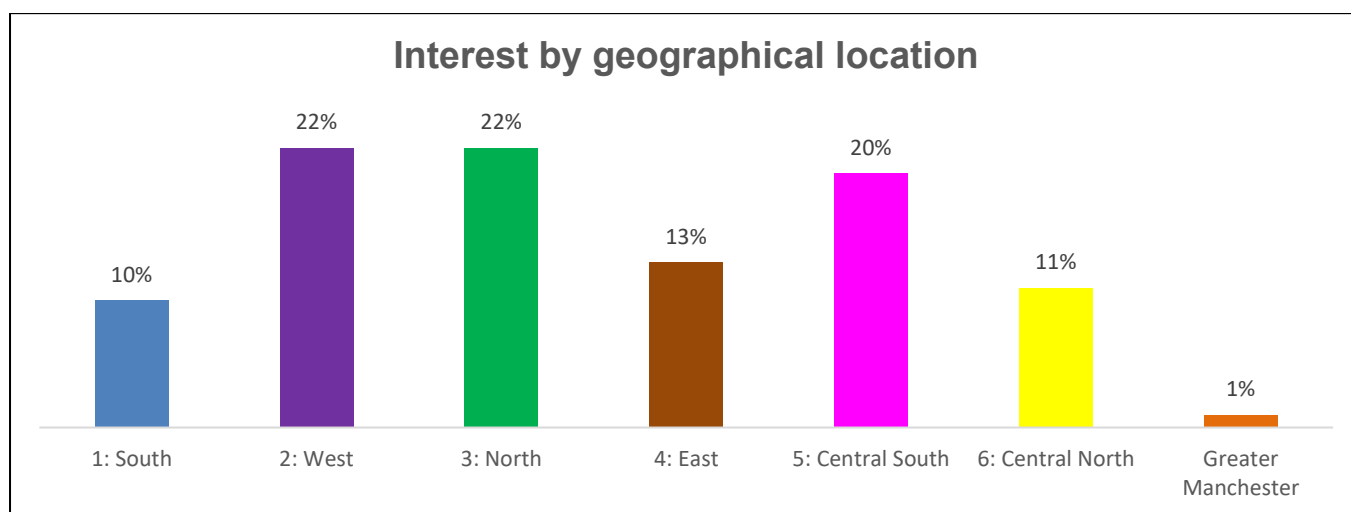 Interest by geographical location
22%
22%
20%
13%
11%
10%
1%
1: South
2: West
3: North
4: East
5: Central South
6: Central North
Greater
Manchester